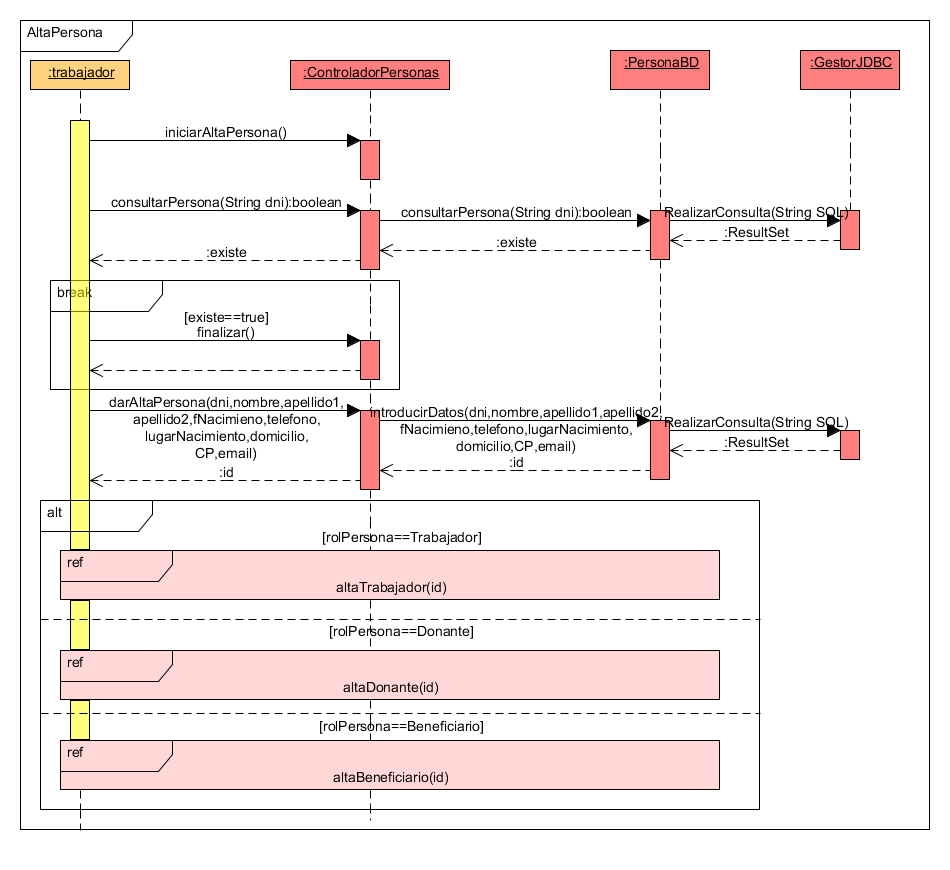 AltaPersona
:trabajador
:ControladorPersonas
:PersonaBD
:GestorJDBC
iniciarAltaPersona()
consultarPersona(String dni):boolean
consultarPersona(String dni):boolean
RealizarConsulta(String SQL)
:ResultSet
:existe
:existe
break
[existe==true]
finalizar()
darAltaPersona(dni,nombre,apellido1,
apellido2,fNacimieno,telefono,
lugarNacimiento,domicilio,
CP,email)
introducirDatos(dni,nombre,apellido1,apellido2,
fNacimieno,telefono,lugarNacimiento,
domicilio,CP,email)
RealizarConsulta(String SQL)
:ResultSet
:id
:id
alt
[rolPersona==Trabajador]
ref
altaTrabajador(id)
[rolPersona==Donante]
ref
altaDonante(id)
[rolPersona==Beneficiario]
ref
altaBeneficiario(id)